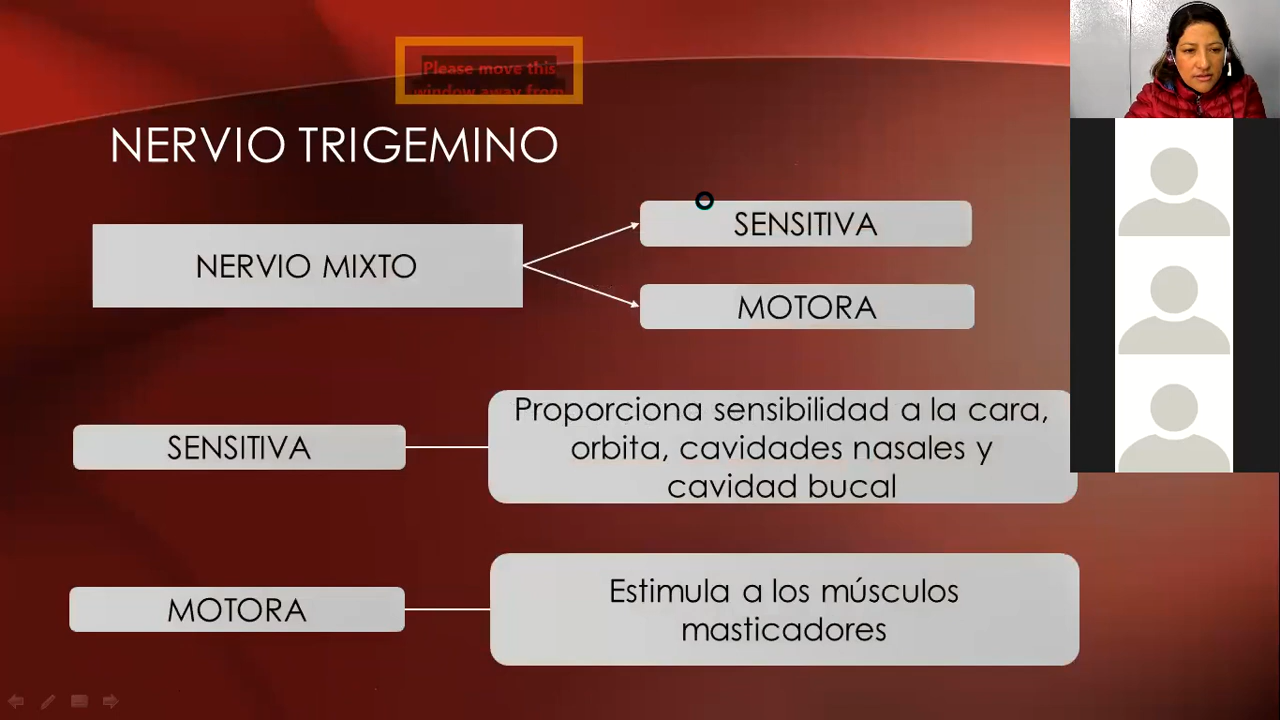 Please move this
window away from
NERVIO TRIGEMINO
NERVIO MIXTO
SENSITIVA
MOTORA
SENSITIVA
Proporciona sensibilidad a la cara,
orbita, cavidades nasales y
cavidad bucal
MOTORA
Estimula a los músculos
masticadores